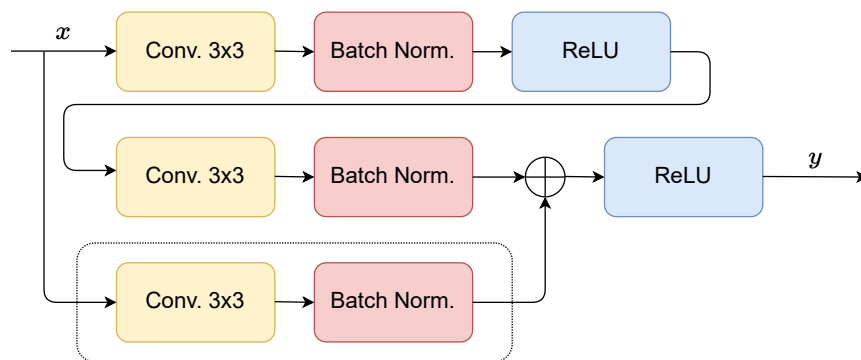 x
Conv. 3x3
Batch Norm.
ReLU
Conv. 3x3
Batch Norm.
ReLU
y
Conv. 3x3
Batch Norm.